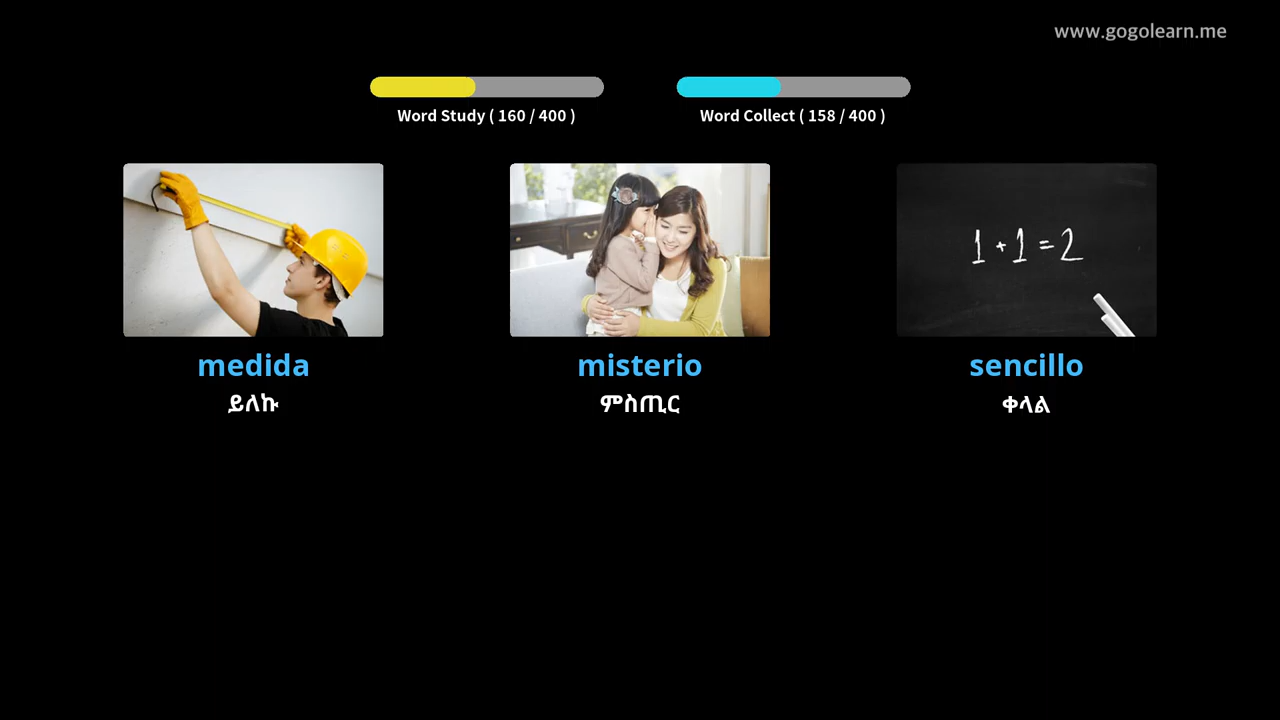 www.gogolearn.me
Word Study ( 160 / 400 )
Word Collect ( 158 / 400 )
1 + 1 = 2
medida
misterio
sencillo
ይለኩ
ምስጢር
ቀላል